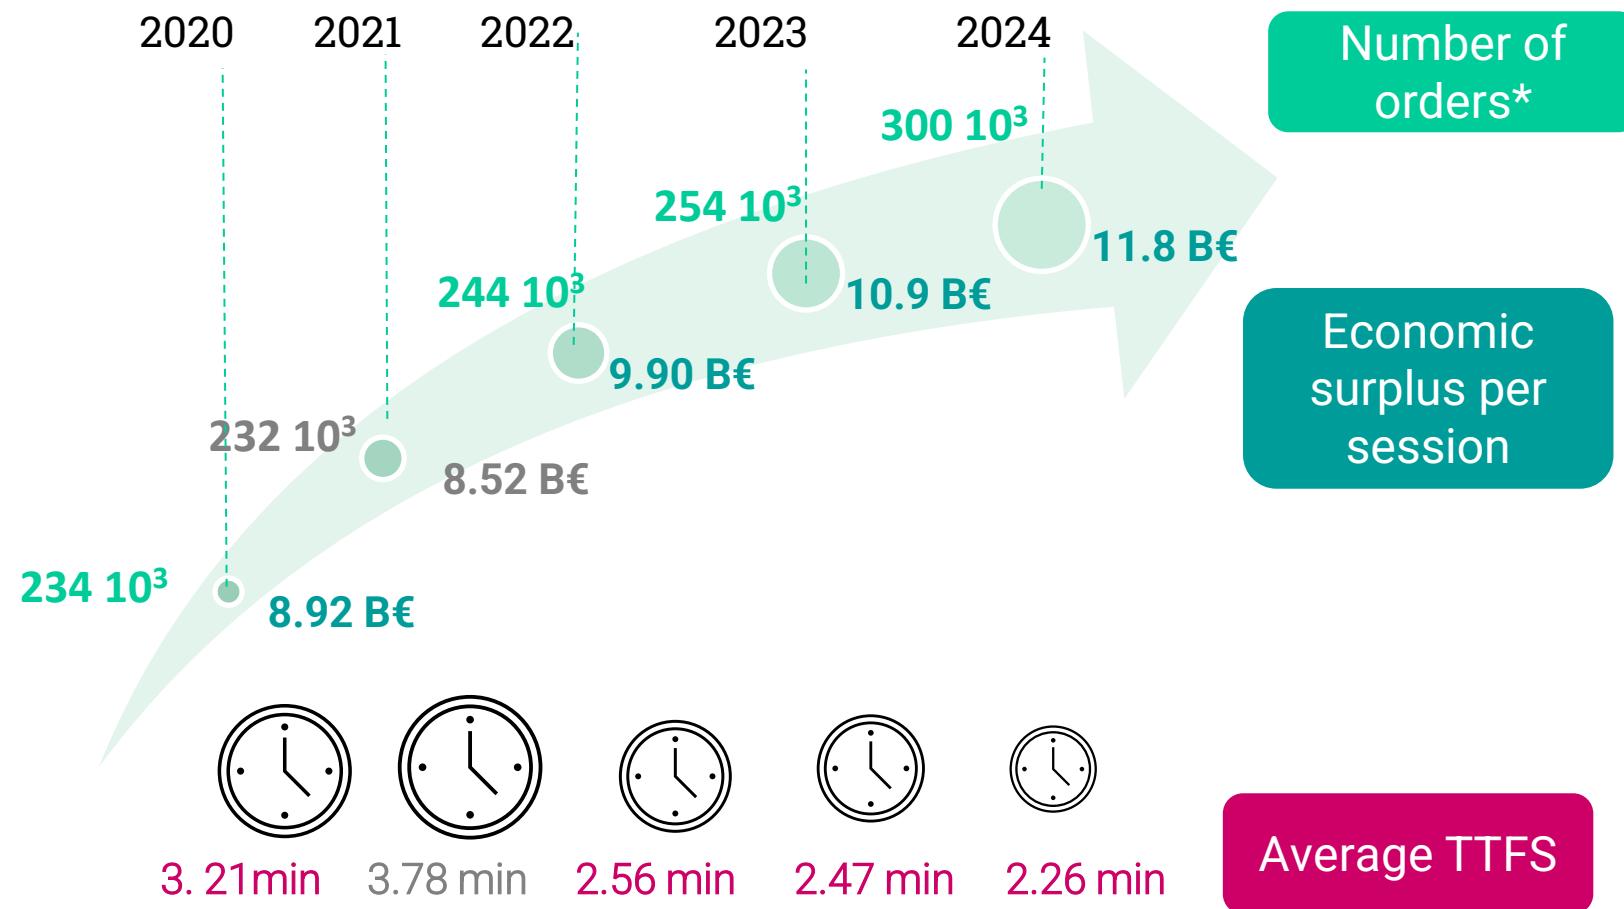 2020 2021 2022 2023 2024
Number of
orders*
300 10³
254 10³
11.8 B€
244 10³
10.9 B€
Economic
surplus per
session
9.90 B€
232 10³
8.52 B€
234 10³
8.92 B€
3. 21min 3.78 min 2.56 min 2.47 min 2.26 min
Average TTFS